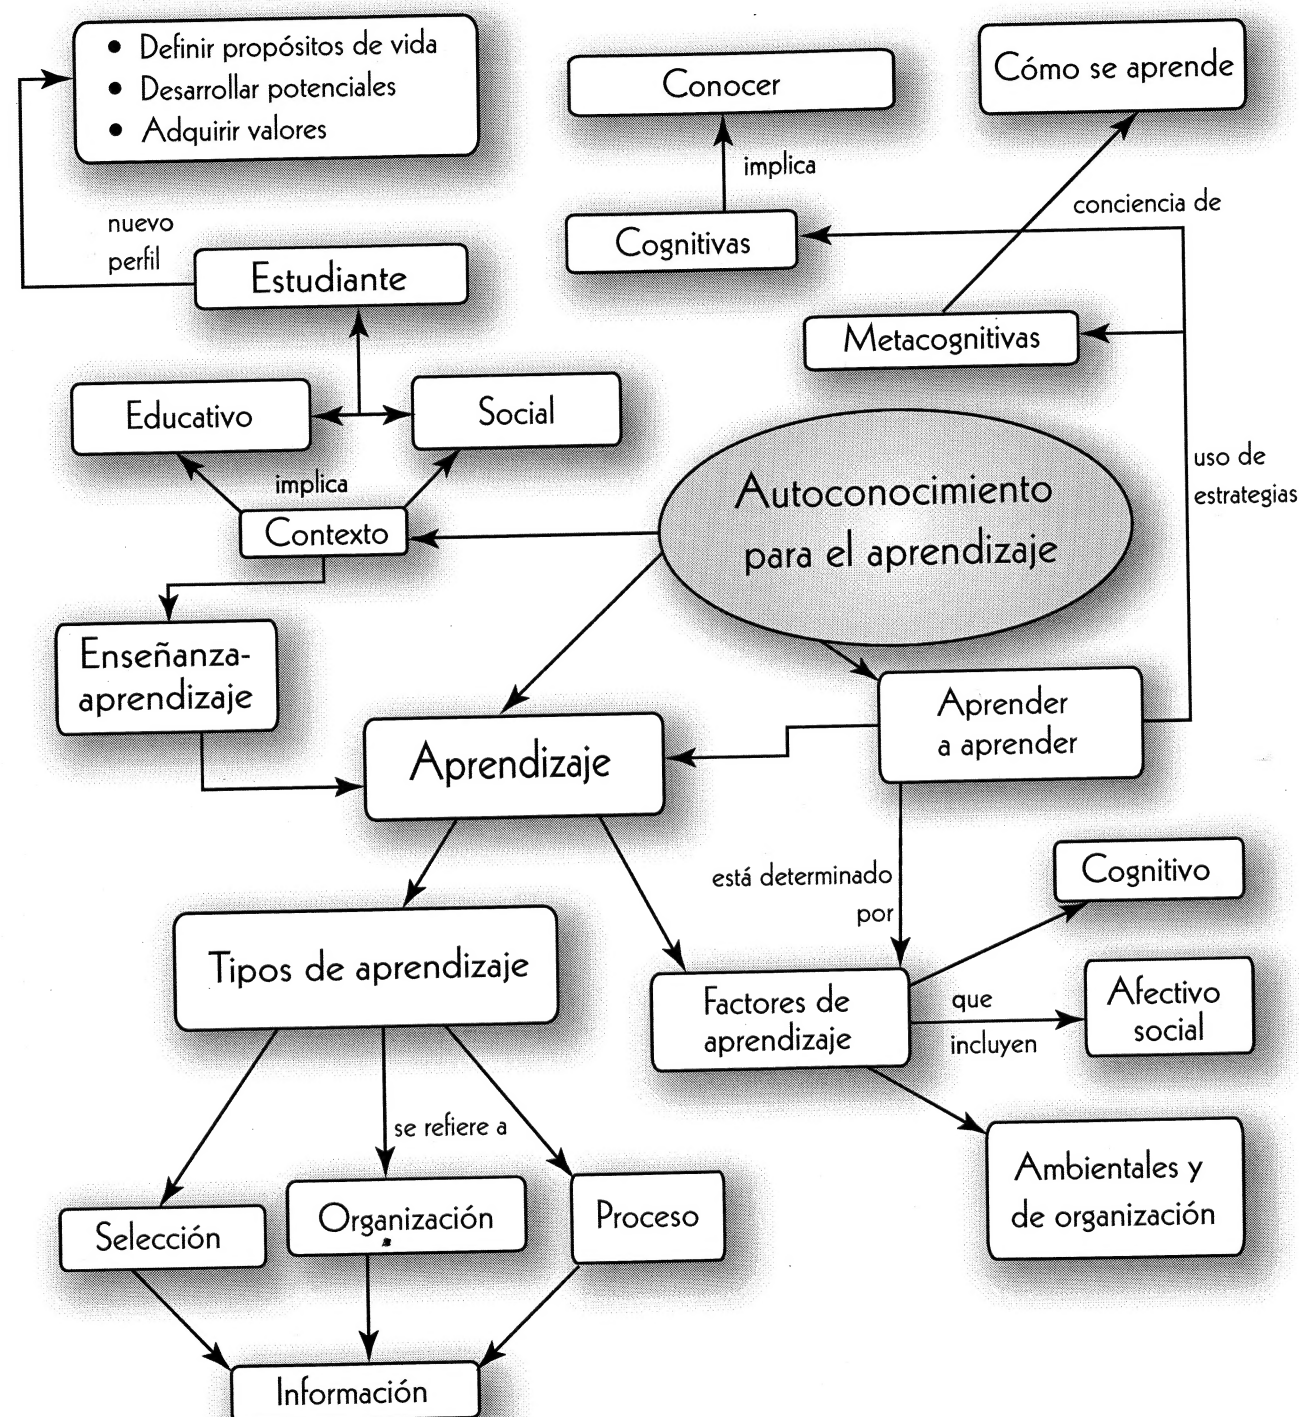 • Definir propósitos de vida
• Desarrollar potenciales
• Adquirir valores
Conocer
Cómo se aprende
implica
conciencia de
nuevo
perfil
Estudiante
Cognitivas
Metacognitivas
Educativo
Social
implica
Contexto
uso de
estrategias
Autoconocimiento
para el aprendizaje
Enseñanza-
aprendizaje
Aprendizaje
Aprender
a aprender
está determinado
por
Cognitivo
Tipos de aprendizaje
Factores de
aprendizaje
que
incluyen
Afectivo
social
se refiere a
Ambientales y
de organización
Selección
Organización
Proceso
Información